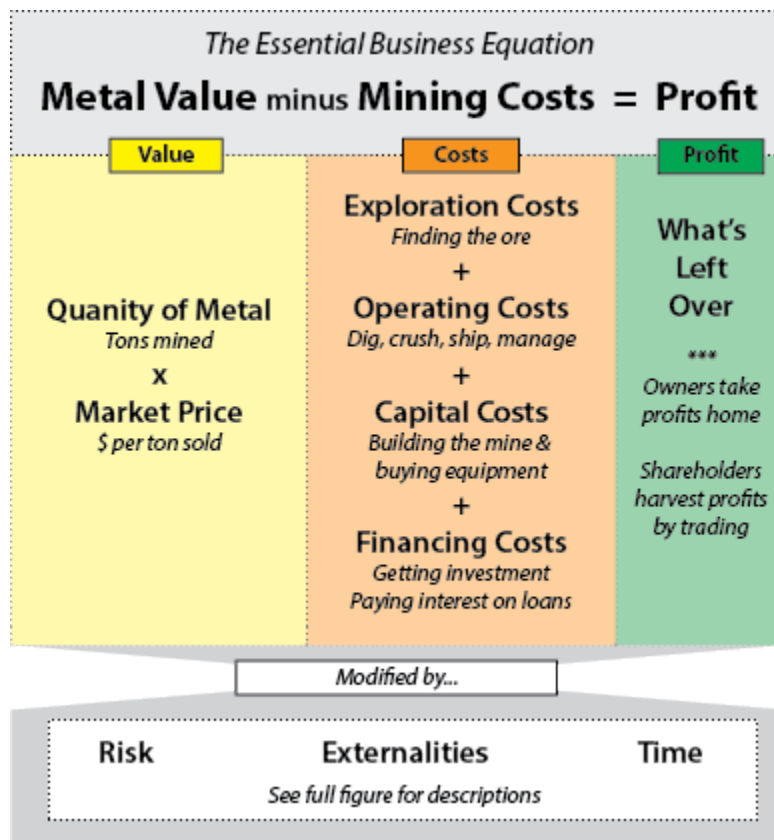 The Essential Business Equation
Metal Value minus Mining Costs = Profit
Value
Quanity of Metal
Tons mined
x
Market Price
$ per ton sold
Costs
Exploration Costs
Finding the ore
+
Operating Costs
Dig, crush, ship, manage
+
Capital Costs
Building the mine &
buying equipment
+
Financing Costs
Getting investment
Paying interest on loans
Profit
What's
Left
Over
***
Owners take
profits home
Shareholders
harvest profits
by trading
Modified by...
Risk Externalities Time
See full figure for descriptions